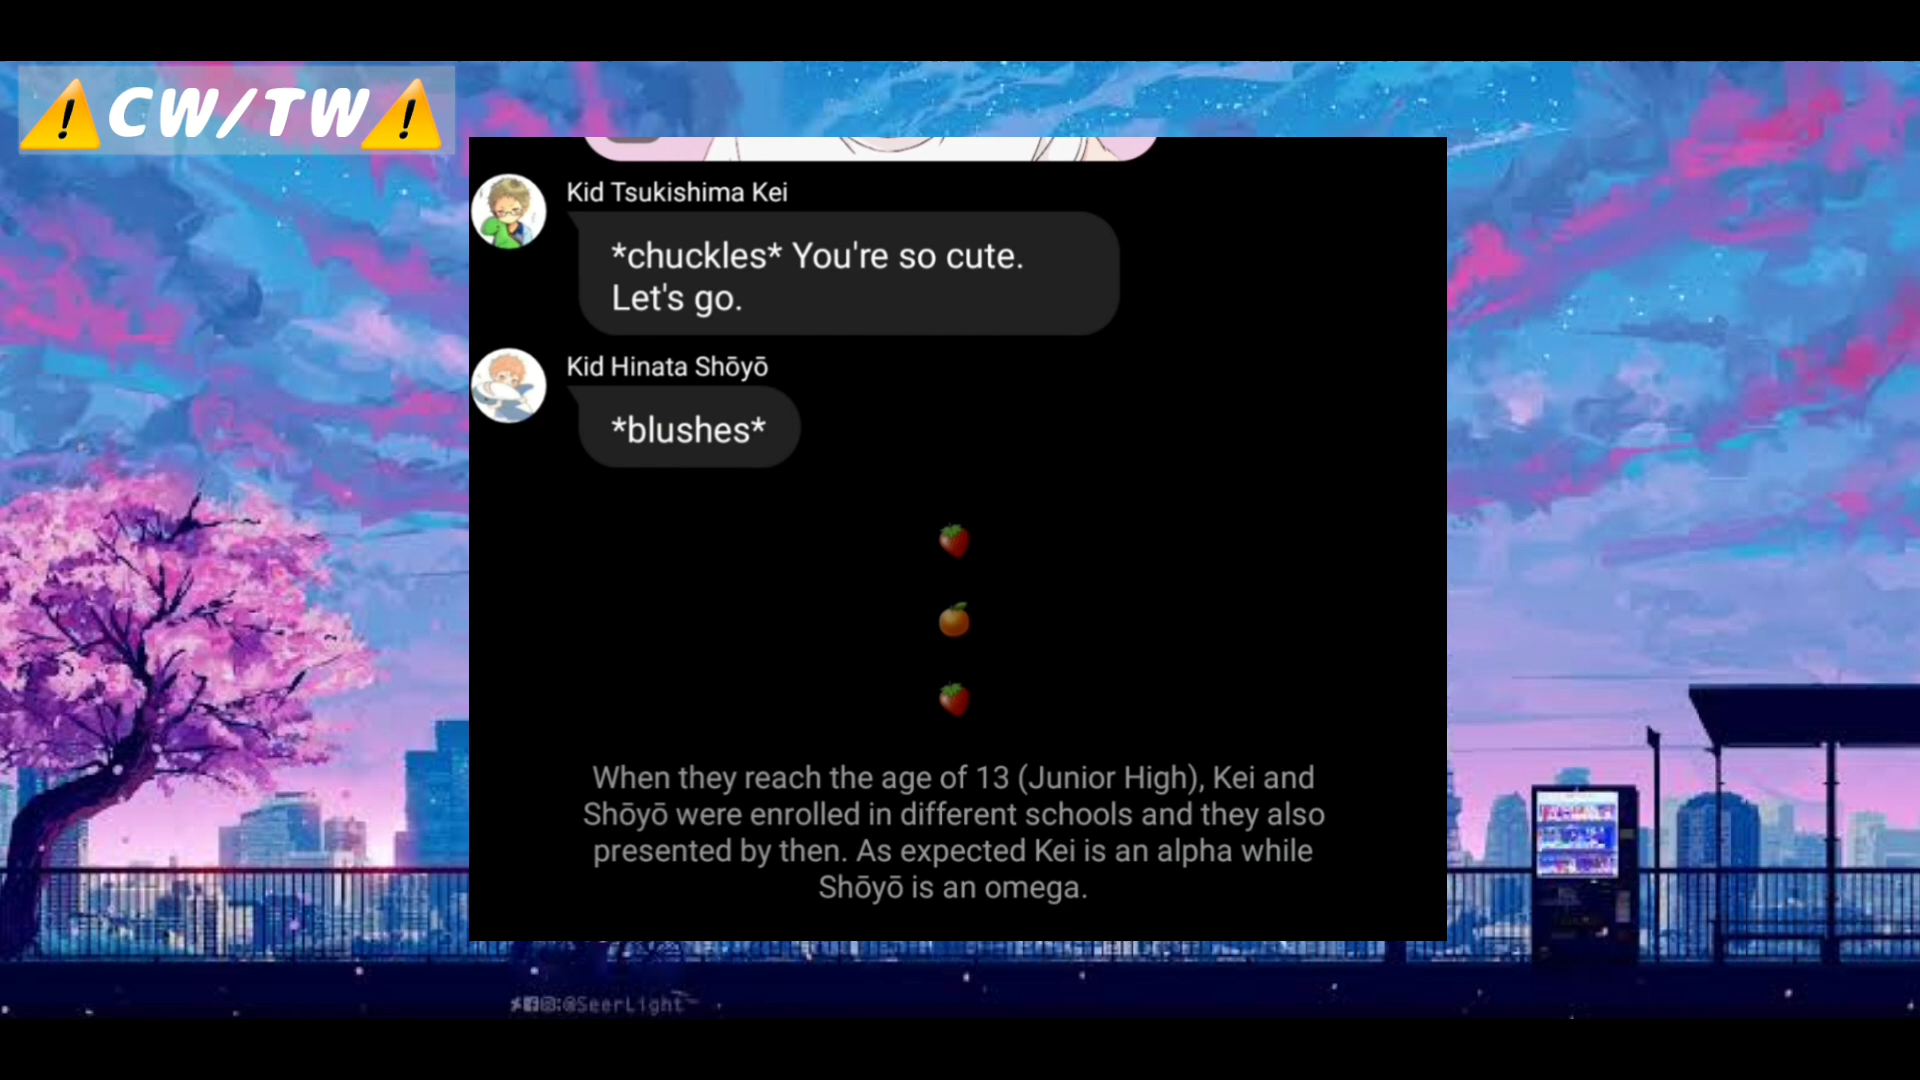 ⚠CW/TW⚠
Kid Tsukishima Kei
*chuckles* You're so cute.
Let's go.
Kid Hinata Shōyō
*blushes*
When they reach the age of 13 (Junior High), Kei and
Shōyō were enrolled in different schools and they also
presented by then. As expected Kei is an alpha while
Shōyō is an omega.
@SeerLight